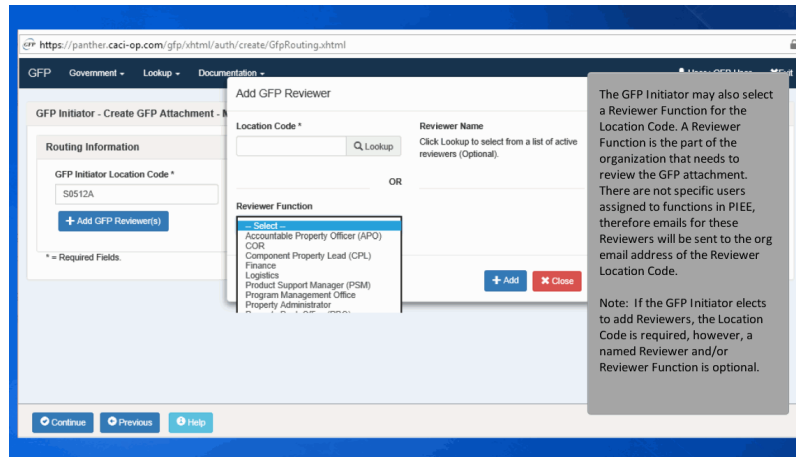 https://panther.caci-op.com/gfp/xhtml/auth/create/GfpRouting.xhtml
GFP Government Lookup Documentation
Exit
GFP Initiator - Create GFP Attachment -
Add GFP Reviewer
Routing Information
GFP Initiator Location Code *
S0512A
+ Add GFP Reviewer(s)
* = Required Fields.
Location Code *
Lookup
Reviewer Name
Click Lookup to select from a list of active
reviewers (Optional).
OR
Reviewer Function
-- Select --
Accountable Property Officer (APO)
COR
Component Property Lead (CPL)
Finance
Logistics
Product Support Manager (PSM)
Program Management Office
Property Administrator
+ Add
Close
The GFP Initiator may also select
a Reviewer Function for the
Location Code. A Reviewer
Function is the part of the
organization that needs to
review the GFP attachment.
There are not specific users
assigned to functions in PIEE,
therefore emails for these
Reviewers will be sent to the org
email address of the Reviewer
Location Code.
Note: If the GFP Initiator elects
to add Reviewers, the Location
Code is required, however, a
named Reviewer and/or
Reviewer Function is optional.
Continue
Previous
Help